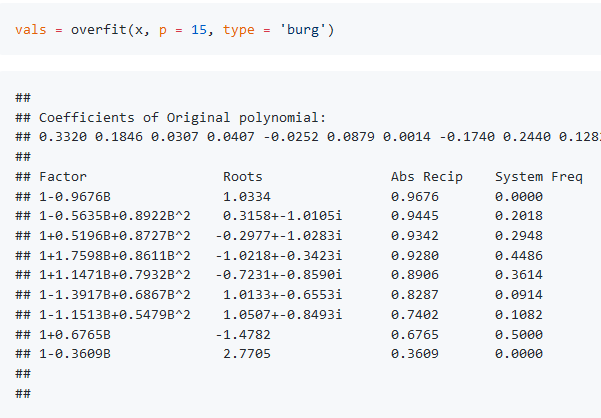 vals = overfit(x, p = 15, type = 'burg')
##
## Coefficients of Original polynomial:
## 0.3320 0.1846 0.0307 0.0407 -0.0252 0.0879 0.0014 -0.1740 0.2440 0.128
##
## Factor Roots Abs Recip System Freq
## 1-0.9676B 1.0334 0.9676 0.0000
## 1-0.5635B+0.8922B^2 0.3158+-1.0105i 0.9445 0.2018
## 1+0.5196B+0.8727B^2 -0.2977+-1.0283i 0.9342 0.2948
## 1+1.7598B+0.8611B^2 -1.0218+-0.3423i 0.9280 0.4486
## 1+1.1471B+0.7932B^2 -0.7231+-0.8590i 0.8906 0.3614
## 1-1.3917B+0.6867B^2 1.0133+-0.6553i 0.8287 0.0914
## 1-1.1513B+0.5479B^2 1.0507+-0.8493i 0.7402 0.1082
## 1+0.6765B -1.4782 0.6765 0.5000
## 1-0.3609B 2.7705 0.3609 0.0000
##
##